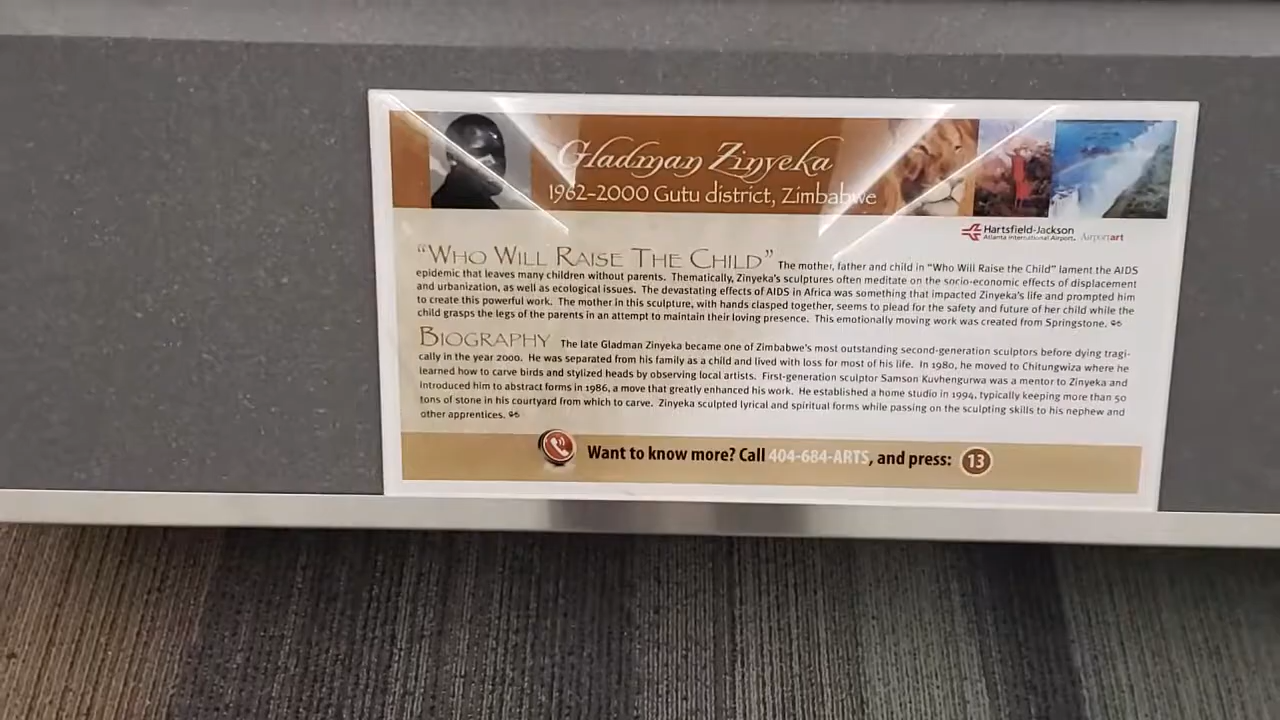 Gladman Zinyeka
1962-2000 Gutu district, Zimbabwe
Hartsfield-Jackson
Atlanta International Airport. Airportart
"WHO WILL RAISE THE CHILD" The mother, father and child in "Who Will Raise the Child" lament the AIDS
epidemic that leaves many children without parents. Thematically, Zinyeka's sculptures often meditate on the socio-economic effects of displacement
and urbanization, as well as ecological issues. The devastating effects of AIDS in Africa was something that impacted Zinyeka's life and prompted him
to create this powerful work. The mother in this sculpture, with hands clasped together, seems to plead for the safety and future of her child while the
child grasps the legs of the parents in an attempt to maintain their loving presence. This emotionally moving work was created from Springstone.
BIOGRAPHY The late Gladman Zinyeka became one of Zimbabwe's most outstanding second-generation sculptors before dying tragi-
cally in the year 2000. He was separated from his family as a child and lived with loss for most of his life. In 1980, he moved to Chitungwiza where he
learned how to carve birds and stylized heads by observing local artists. First-generation sculptor Samson Kuvhengurwa was a mentor to Zinyeka and
introduced him to abstract forms in 1986, a move that greatly enhanced his work. He established a home studio in 1994, typically keeping more than 50
tons of stone in his courtyard from which to carve. Zinyeka sculpted lyrical and spiritual forms while passing on the sculpting skills to his nephew and
other apprentices.
Want to know more? Call 404-684-ARTS, and press: 13